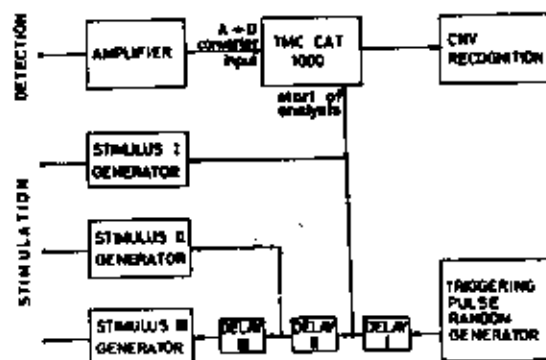 DETECTION
AMPLIFIER
A → D
converter
input
TMC CAT
1000
CNV
RECOGNITION
start of
analysis
STIMULATION
STIMULUS I
GENERATOR
STIMULUS II
GENERATOR
STIMULUS III
GENERATOR
DELAY
III
DELAY
II
DELAY
I
TRIGGERING
PULSE
RANDOM
GENERATOR